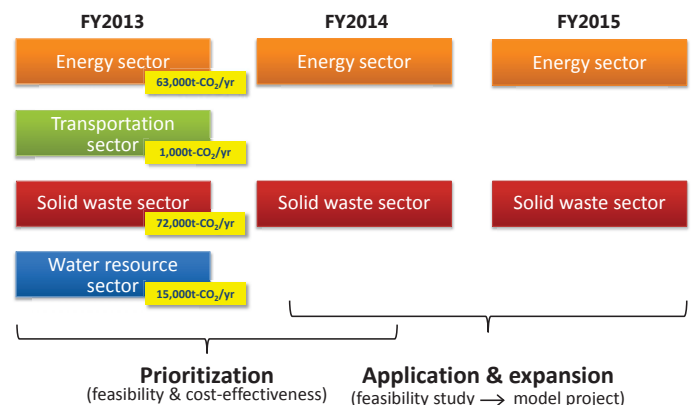 FY2013
FY2014
FY2015
Energy sector
63,000t-CO₂/yr
Energy sector
Energy sector
Transportation
sector
1,000t-CO₂/yr
Solid waste sector
72,000t-CO₂/yr
Solid waste sector
Solid waste sector
Water resource
sector
15,000t-CO₂/yr
Prioritization
(feasibility & cost-effectiveness)
Application & expansion
(feasibility study → model project)